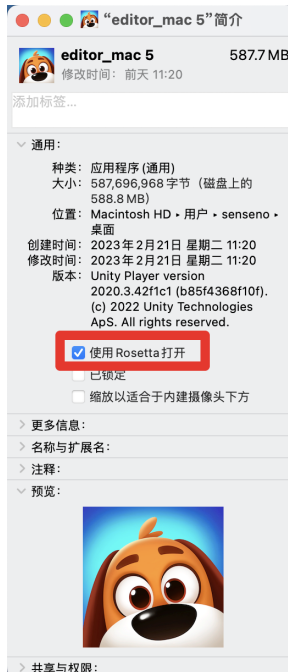 “editor_mac 5”简介
editor_mac 5
587.7 MB
修改时间：前天 11:20
添加标签...
通用：
种类：应用程序 (通用)
大小：587,696,968 字节（磁盘上的
588.8 MB）
位置：Macintosh HD ▸ 用户 ▸ senseno ▸
桌面
创建时间：2023年2月21日 星期二 11:20
修改时间：2023年2月21日 星期二 11:20
版本：Unity Player version
2020.3.42f1c1 (b85f4368f10f).
(c) 2022 Unity Technologies
ApS. All rights reserved.
使用 Rosetta 打开
已锁定
缩放以适合于内建摄像头下方
更多信息：
名称与扩展名：
注释：
预览：
共享与权限：